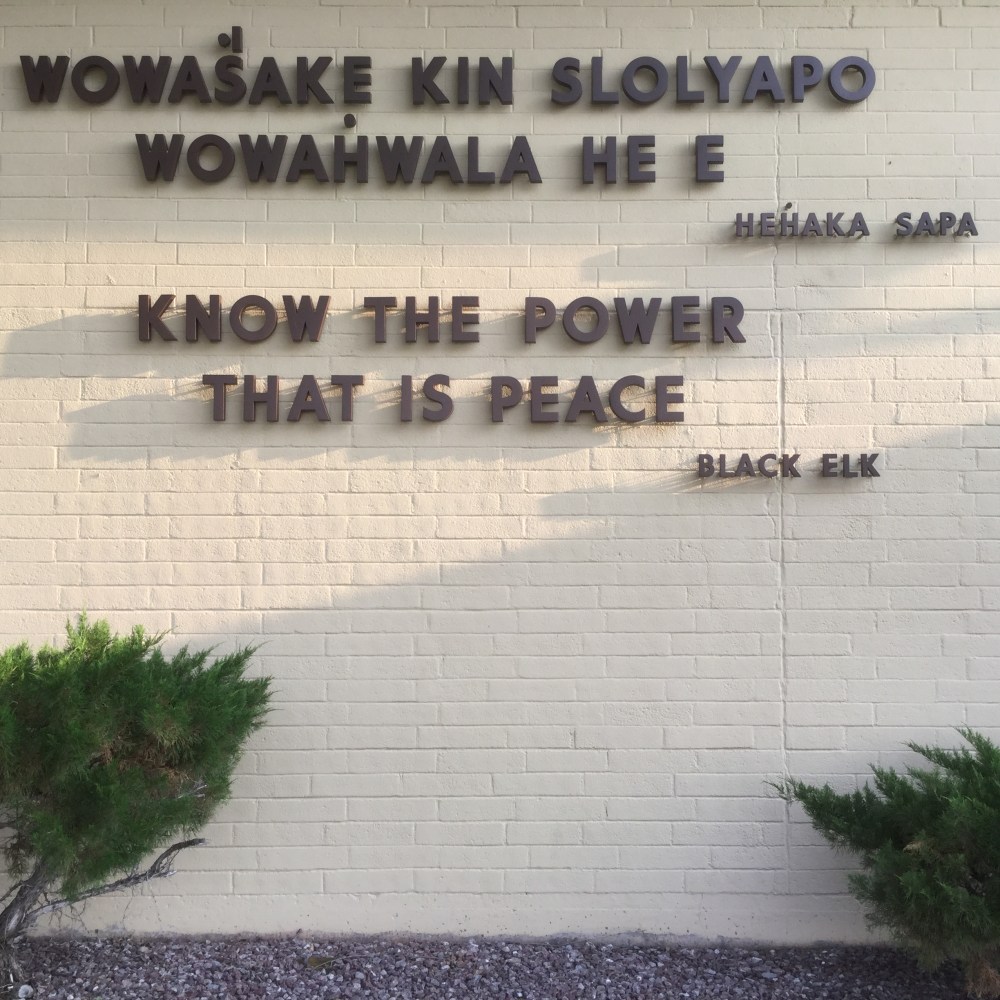 WOWAṠAKE KIN SLOLYAPO
WOWAḢWALA HE E
HEḢAKA SAPA
KNOW THE POWER
THAT IS PEACE
BLACK ELK